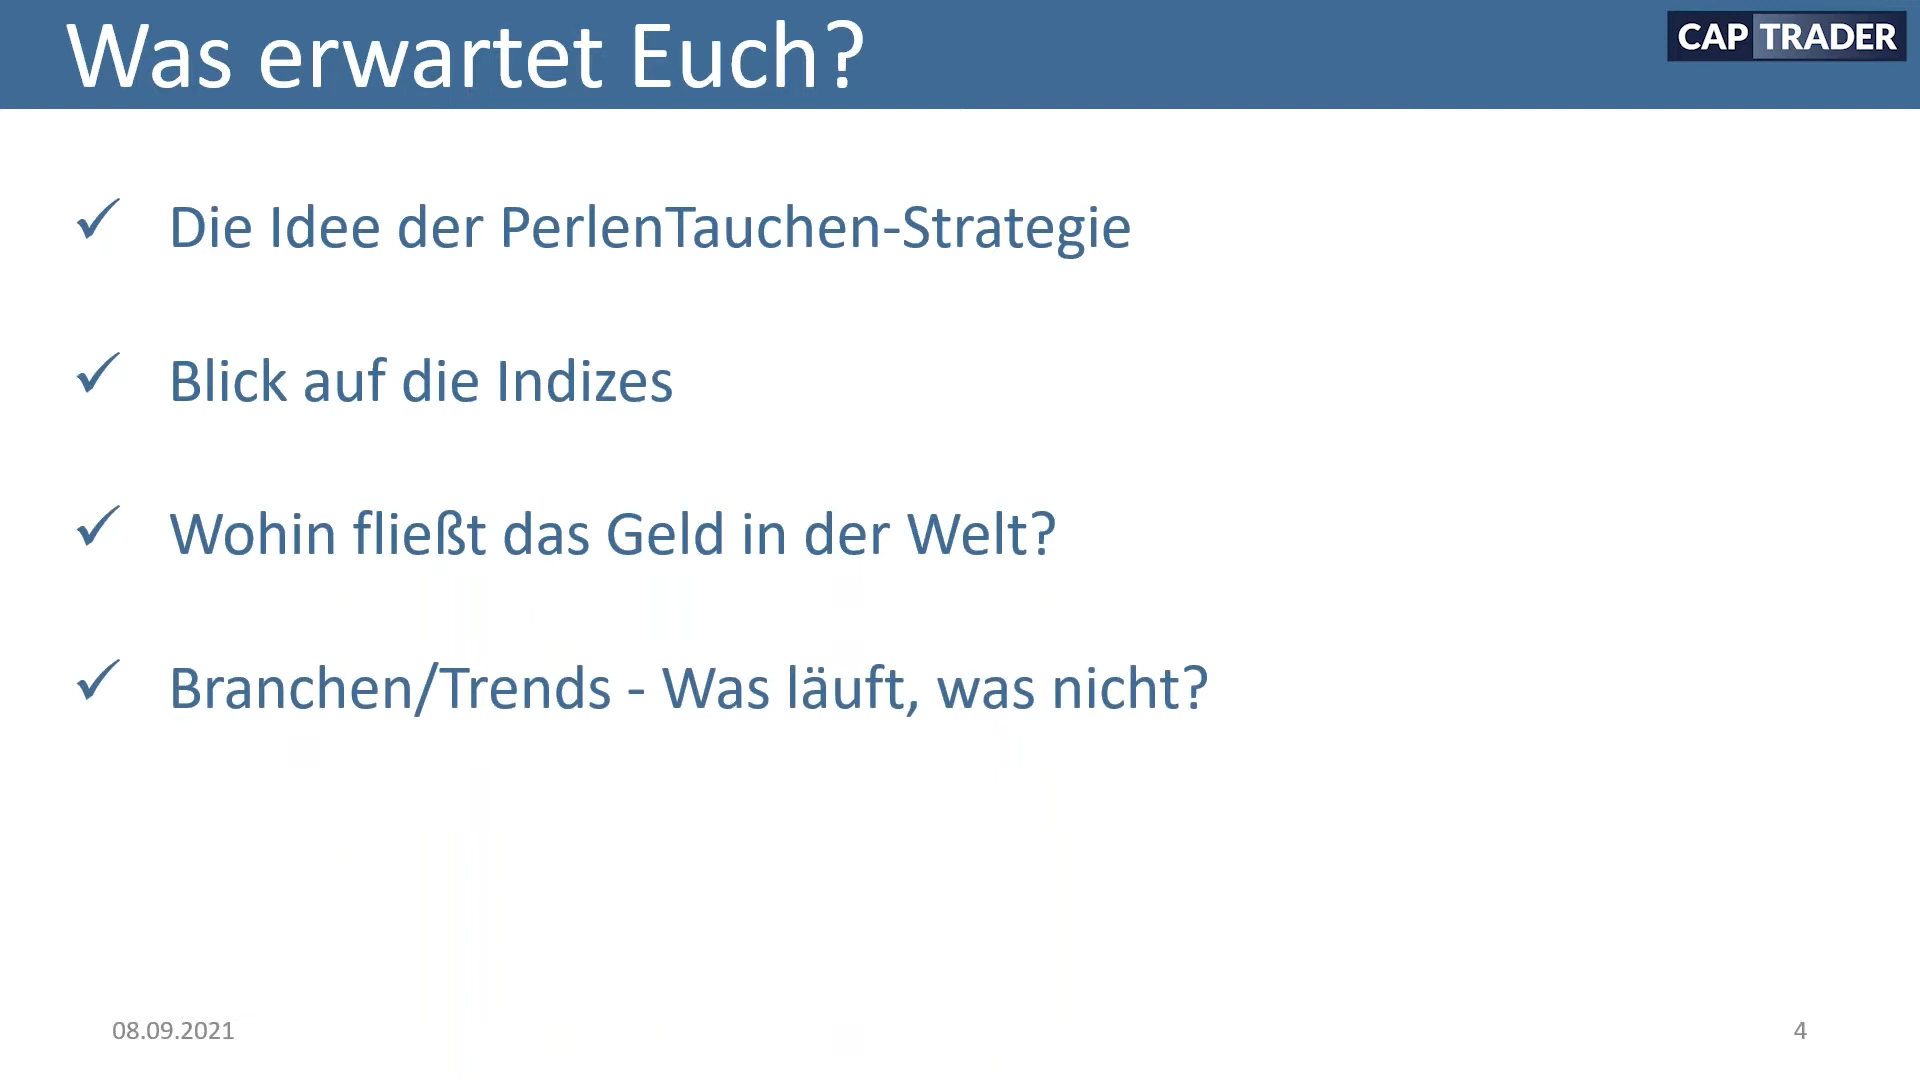 Was erwartet Euch?
CAP TRADER
✓ Die Idee der PerlenTauchen-Strategie
✓ Blick auf die Indizes
✓ Wohin fließt das Geld in der Welt?
✓ Branchen/Trends - Was läuft, was nicht?
08.09.2021
4